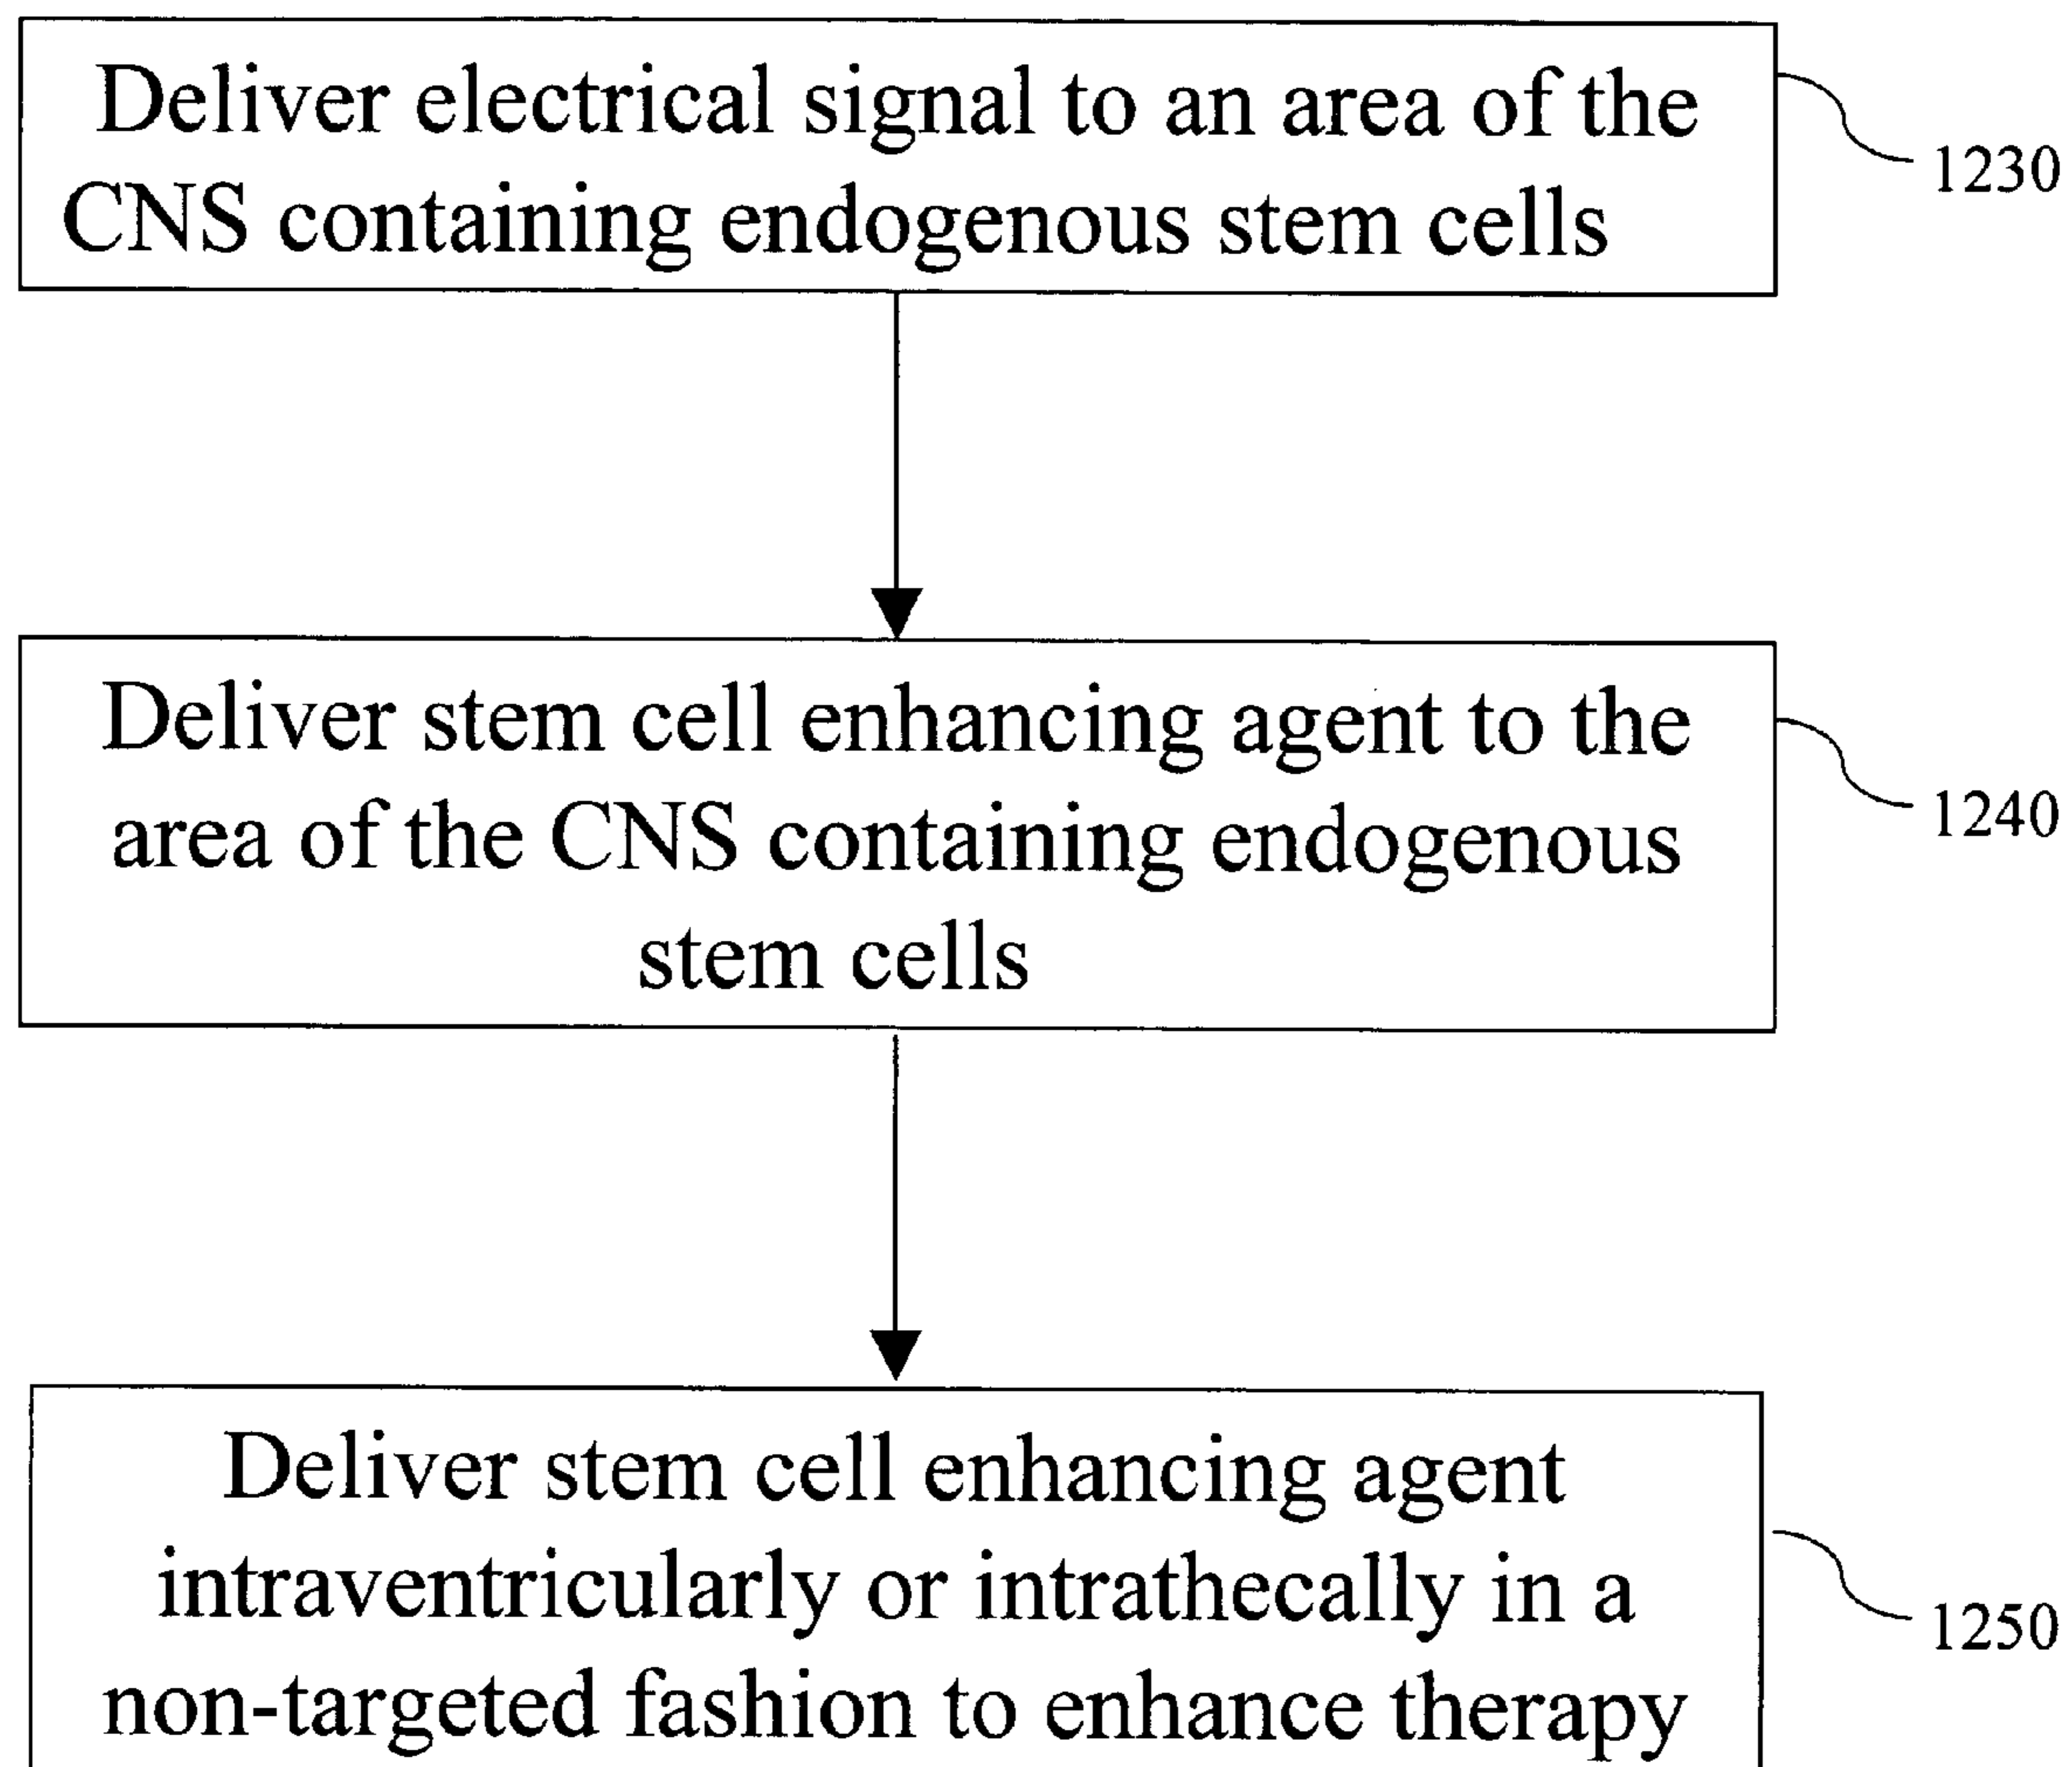 Deliver electrical signal to an area of the
CNS containing endogenous stem cells
1230
Deliver stem cell enhancing agent to the
area of the CNS containing endogenous
stem cells
1240
Deliver stem cell enhancing agent
intraventricularly or intrathecally in a
non-targeted fashion to enhance therapy
1250